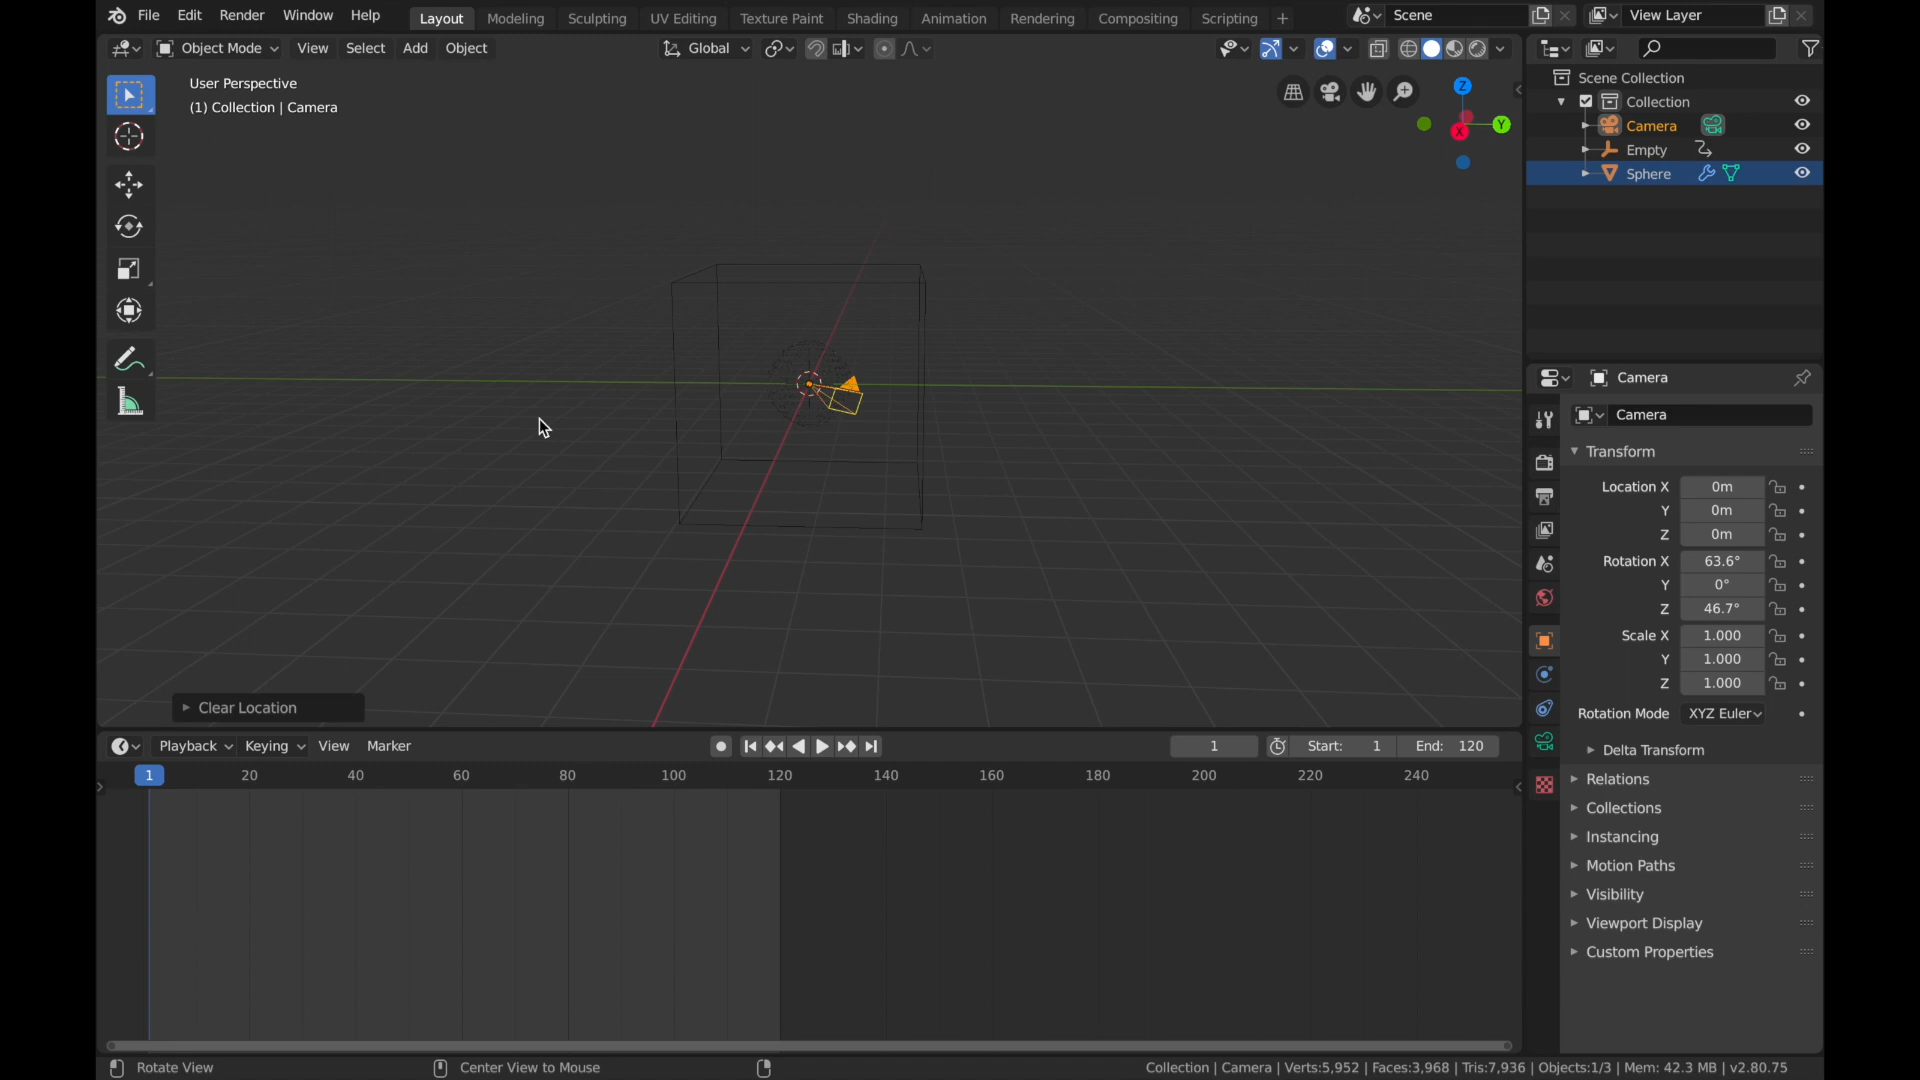 File Edit Render Window Help Layout Modeling Sculpting UV Editing Texture Paint Shading Animation Rendering Compositing Scripting + Scene View Layer
Object Mode View Select Add Object Global
User Perspective
(1) Collection | Camera
Z
Y
X
Scene Collection
Collection
Camera
Empty
Sphere
Camera
Camera
Transform
Location X 0m
Y 0m
Z 0m
Rotation X 63.6°
Y 0°
Z 46.7°
Scale X 1.000
Y 1.000
Z 1.000
Rotation Mode XYZ Euler
Delta Transform
Relations
Collections
Instancing
Motion Paths
Visibility
Viewport Display
Custom Properties
Clear Location
Playback Keying View Marker 1 Start: 1 End: 120
1 20 40 60 80 100 120 140 160 180 200 220 240
Rotate View Center View to Mouse Collection | Camera | Verts:5,952 | Faces:3,968 | Tris:7,936 | Objects:1/3 | Mem: 42.3 MB | v2.80.75